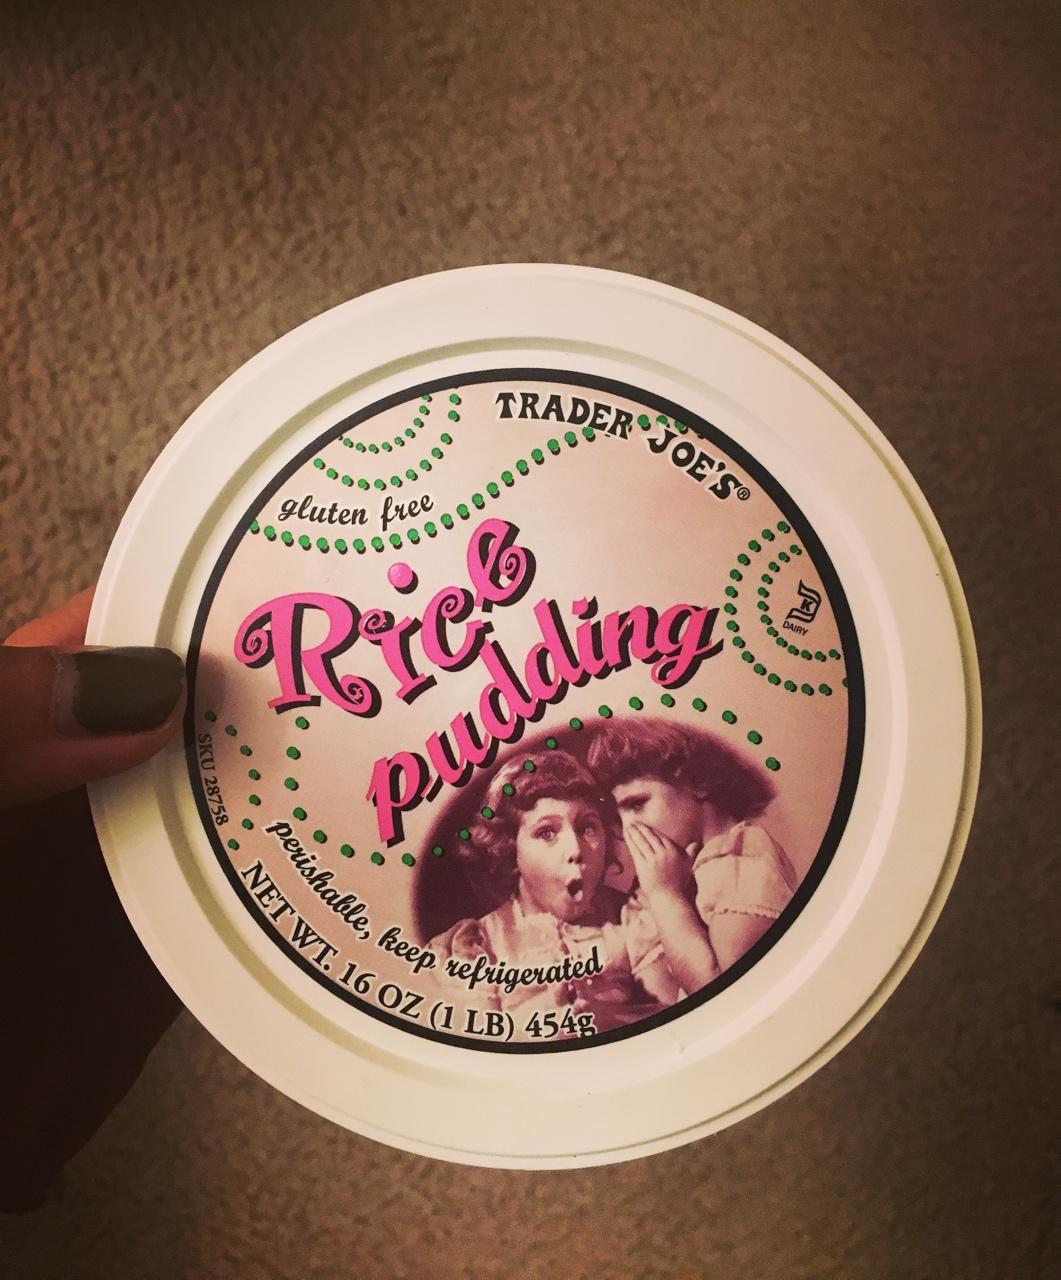 TRADER JOE'S®
gluten free
Rice
pudding
K
DAIRY
SKU 28758
perishable, keep refrigerated
NET WT. 16 OZ (1 LB) 454g